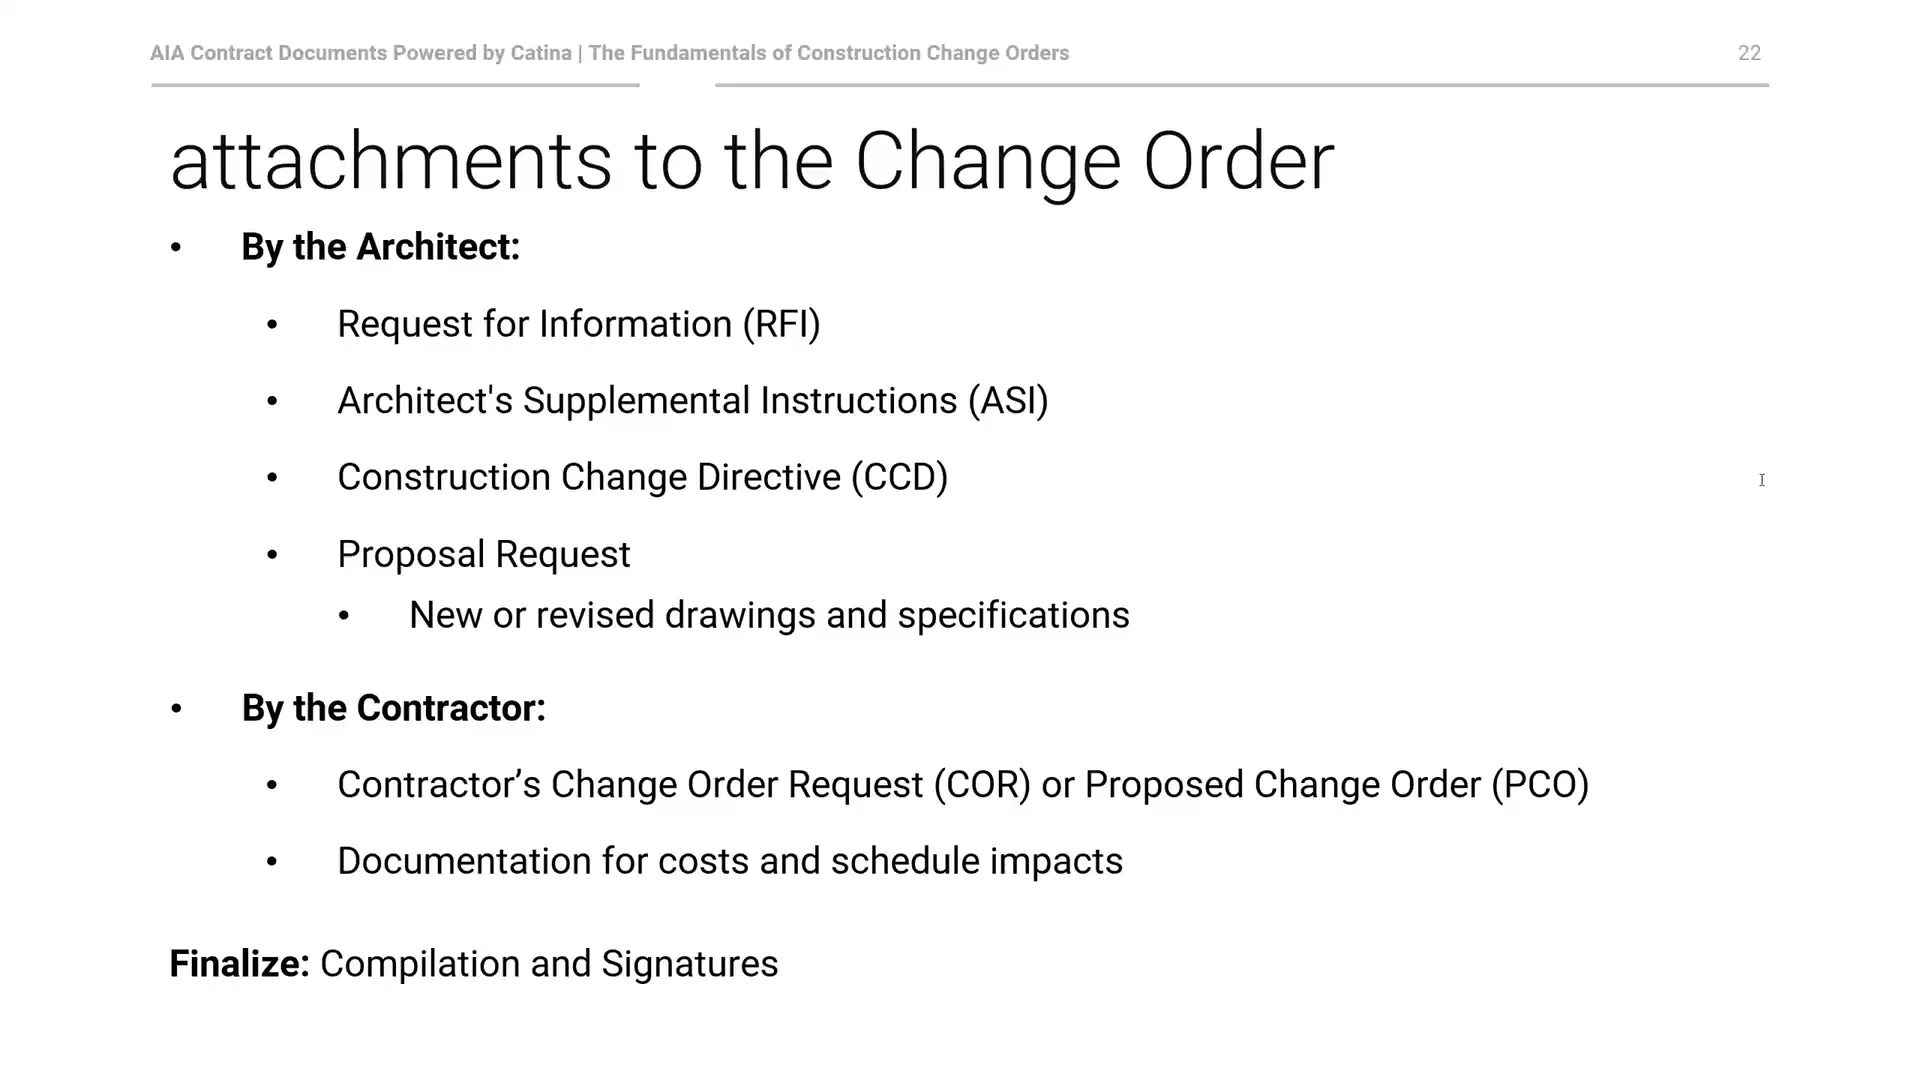 AIA Contract Documents Powered by Catina | The Fundamentals of Construction Change Orders
22
attachments to the Change Order
• By the Architect:
• Request for Information (RFI)
• Architect's Supplemental Instructions (ASI)
• Construction Change Directive (CCD)
• Proposal Request
• New or revised drawings and specifications
• By the Contractor:
• Contractor’s Change Order Request (COR) or Proposed Change Order (PCO)
• Documentation for costs and schedule impacts
Finalize: Compilation and Signatures